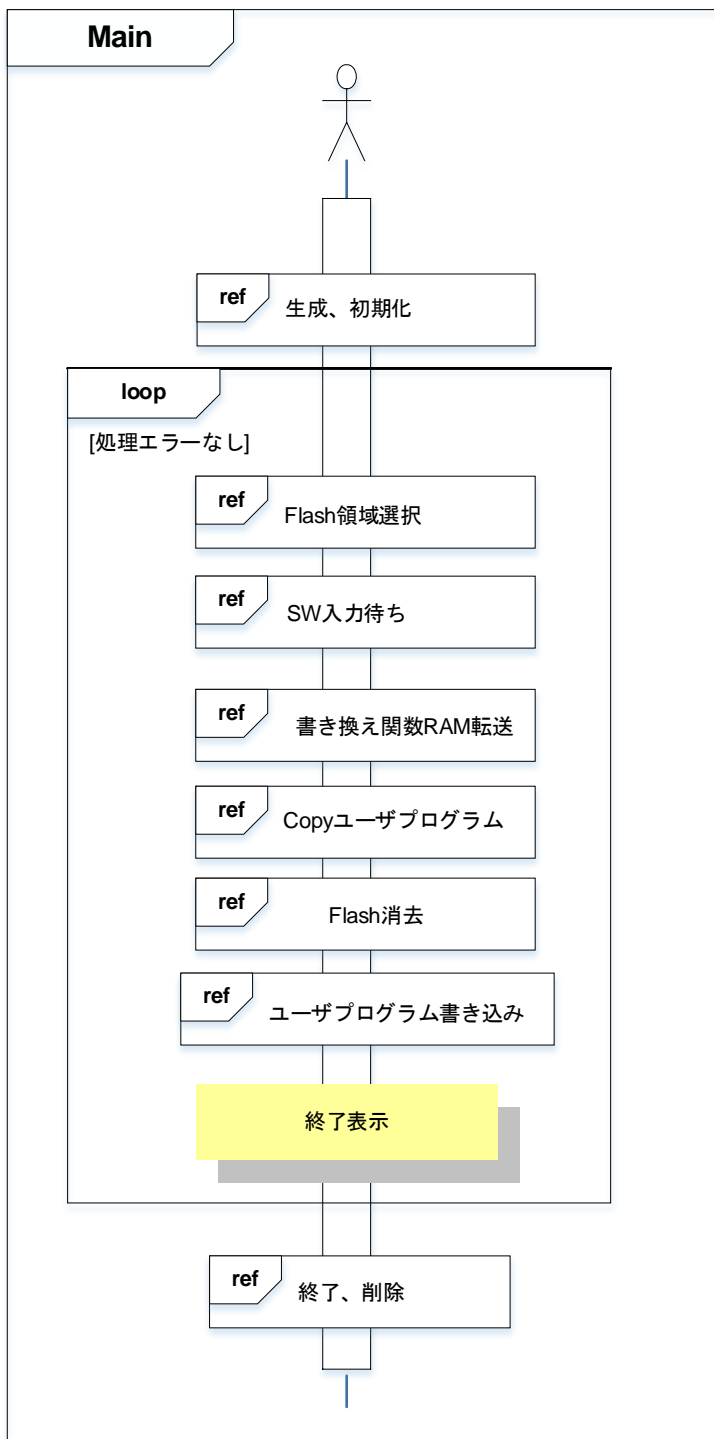 Main
ref
生成、初期化
loop
[処理エラーなし]
ref
Flash領域選択
ref
SW入力待ち
ref
書き換え関数RAM転送
ref
Copyユーザプログラム
ref
Flash消去
ref
ユーザプログラム書き込み
終了表示
ref
終了、削除